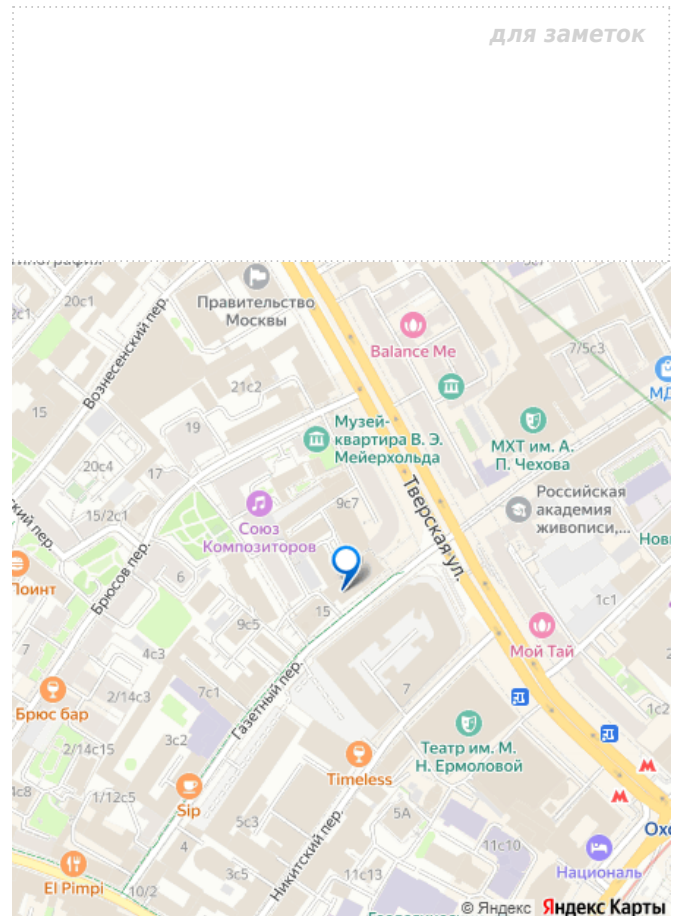 для заметок
20с1
Правительство
Москвы
Вознесенский пер.
Balance Me
7/5с3
МД
21с2
15
19
Музей-
квартира В. Э.
Мейерхольда
МХТ им. А.
П. Чехова
20с4
17
9с7
Тверская ул.
Российская
академия
живописи,...
15/2с1
Союз
Композиторов
Нов
Брюсов пер.
6
1с1
15
9с5
Мой Тай
7
4с3
Газетный пер.
7
2/14с3
7с1
Брюс бар
1с2
2/14с15
3с2
Театр им. М.
Н. Ермоловой
Timeless
1/12с5
Sip
5А
Охо
5с3
4
Никитский пер.
11с10
3с5
11с13
Националь
El Pimpi
10/2
© Яндекс Яндекс Карты